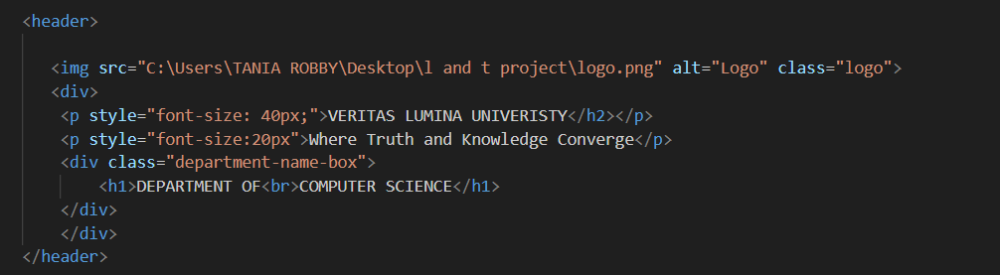 <header>
<img src="C:\Users\TANIA ROBBY\Desktop\l and t project\logo.png" alt="Logo" class="logo">
<div>
<p style="font-size: 40px;">VERITAS LUMINA UNIVERISTY</h2></p>
<p style="font-size:20px">Where Truth and Knowledge Converge</p>
<div class="department-name-box">
<h1>DEPARTMENT OF<br>COMPUTER SCIENCE</h1>
</div>
</div>
</header>